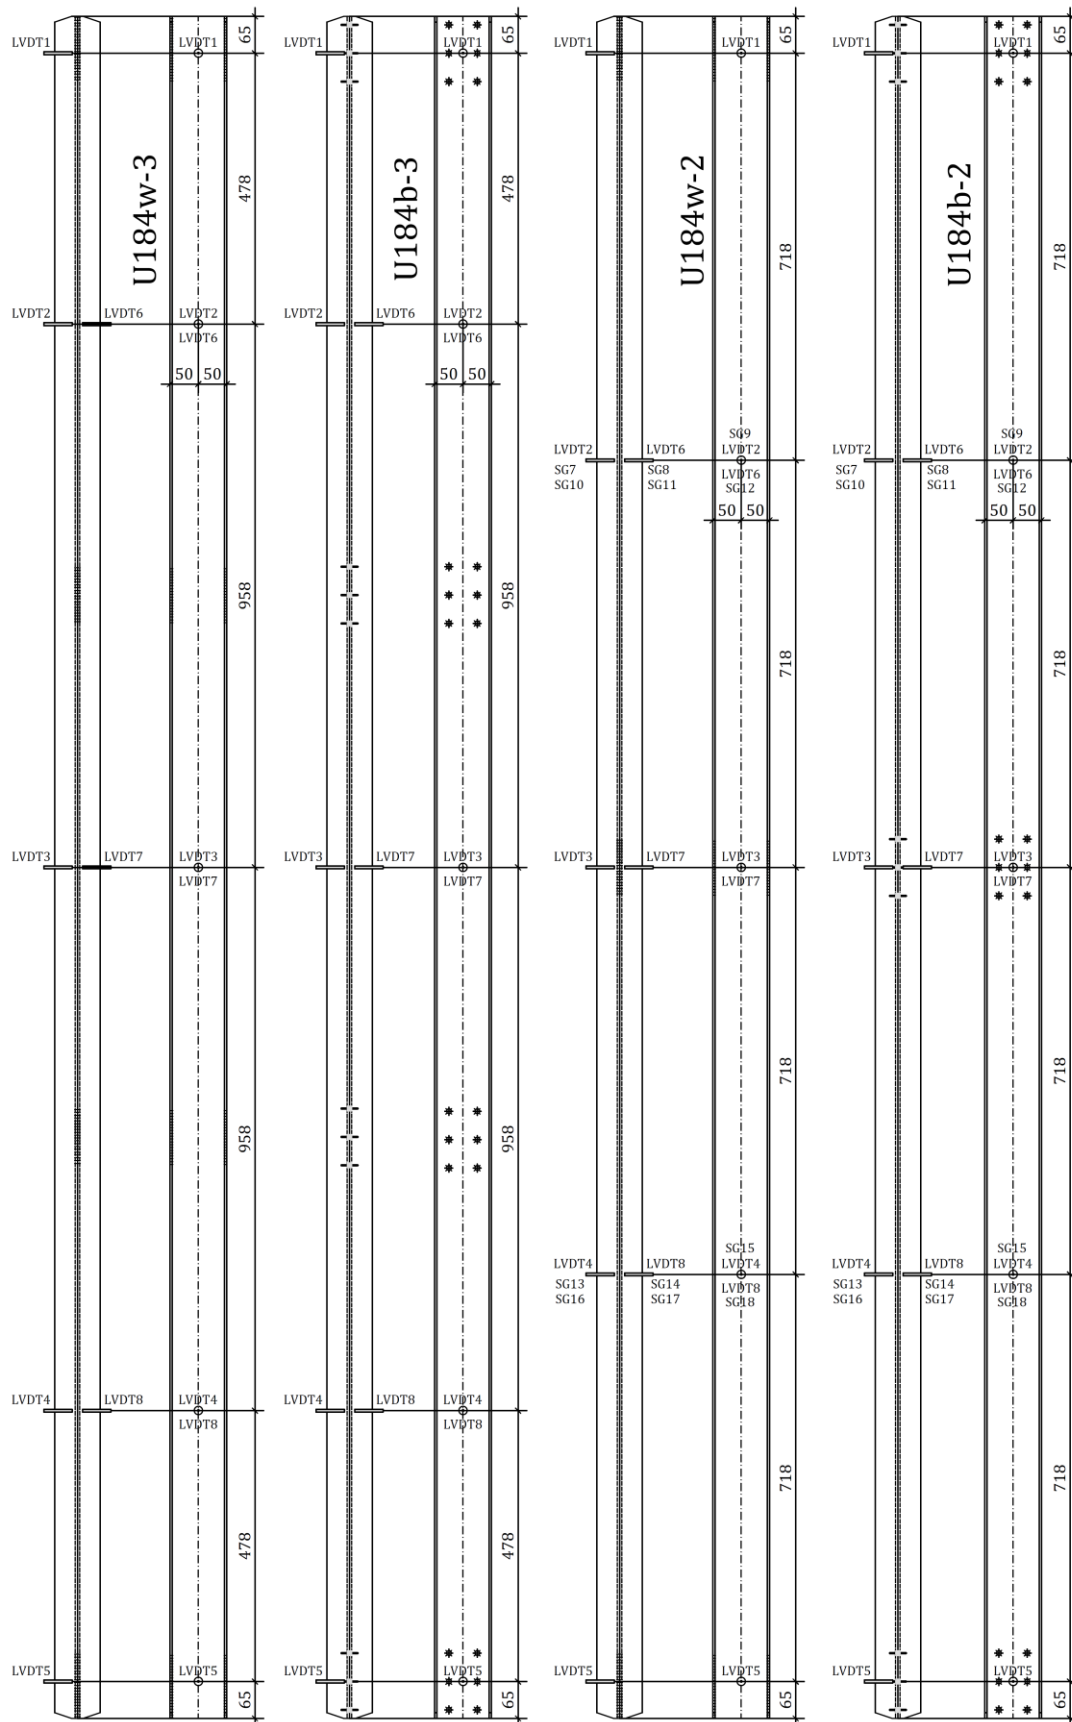 65
LVDT1
LVDT1
478
U184w-3
LVDT2
LVDT6
LVDT2
LVDT6
50 50
958
LVDT3
LVDT7
LVDT3
LVDT7
958
LVDT4
LVDT8
LVDT4
LVDT8
478
LVDT5
LVDT5
65
65
LVDT1
LVDT1
478
U184b-3
LVDT2
LVDT6
LVDT2
LVDT6
50 50
958
LVDT3
LVDT7
LVDT3
LVDT7
958
LVDT4
LVDT8
LVDT4
LVDT8
478
LVDT5
LVDT5
65
65
LVDT1
LVDT1
U184w-2
718
SG9
LVDT2
LVDT6
LVDT2
SG7
SG8
LVDT6
SG10
SG11
SG12
50 50
718
LVDT3
LVDT7
LVDT3
LVDT7
718
SG15
LVDT4
LVDT8
LVDT4
SG13
SG14
LVDT8
SG16
SG17
SG18
718
LVDT5
LVDT5
65
65
LVDT1
LVDT1
U184b-2
718
SG9
LVDT2
LVDT6
LVDT2
SG7
SG8
LVDT6
SG10
SG11
SG12
50 50
718
LVDT3
LVDT7
LVDT3
LVDT7
718
SG15
LVDT4
LVDT8
LVDT4
SG13
SG14
LVDT8
SG16
SG17
SG18
718
LVDT5
LVDT5
65